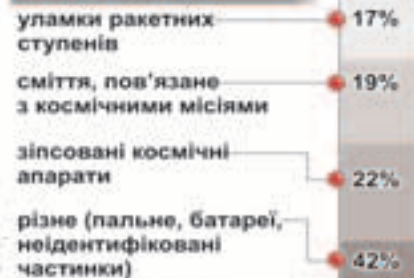 уламки ракетних
ступенів
17%
сміття, пов’язане
з космічними місіями
19%
зіпсовані космічні
апарати
22%
різне (пальне, батареї,
неідентифіковані
частинки)
42%